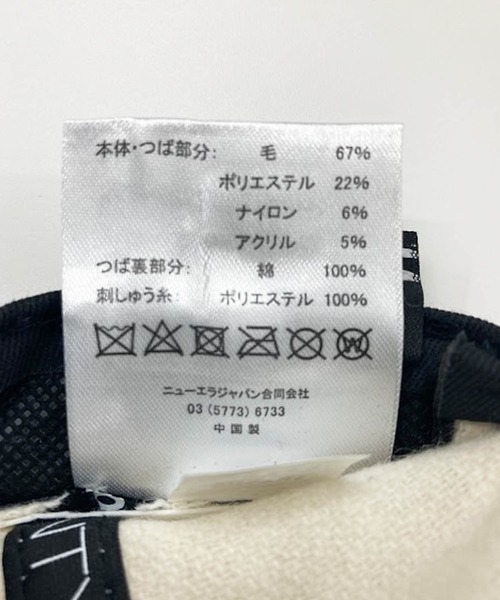 本体・つば部分: 毛 67%
ポリエステル 22%
ナイロン 6%
アクリル 5%
つば裏部分: 綿 100%
刺しゅう糸: ポリエステル 100%
W
ニューエラジャパン合同会社
03 (5773) 6733
中国製
NTY